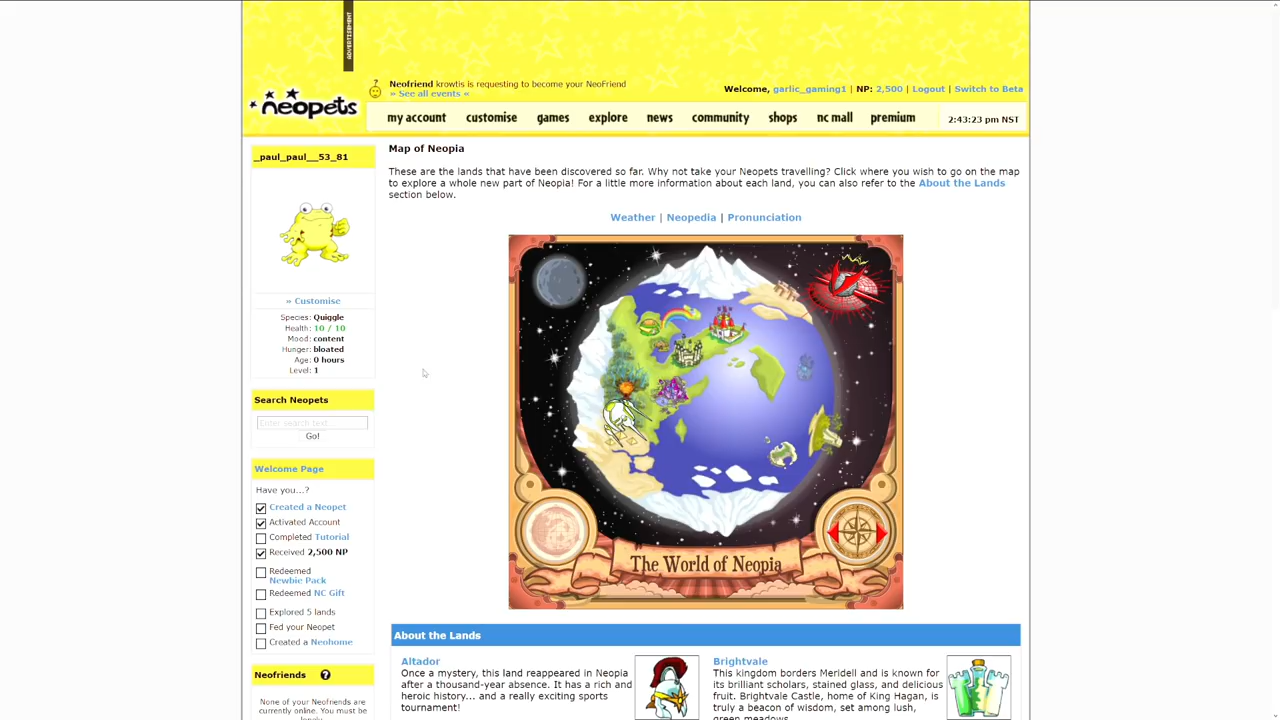 ADVERTISEMENT
neopets
Neofriend krowtis is requesting to become your NeoFriend
» See all events «
Welcome, garlic_gaming1 | NP: 2,500 | Logout | Switch to Beta
my account customise games explore news community shops nc mall premium 2:43:23 pm NST
_paul_paul__53_81
» Customise
Species: Quiggle
Health: 10 / 10
Mood: content
Hunger: bloated
Age: 0 hours
Level: 1
Search Neopets
Enter search text...
Go!
Welcome Page
Have you...?
Created a Neopet
Activated Account
Completed Tutorial
Received 2,500 NP
Redeemed
Newbie Pack
Redeemed NC Gift
Explored 5 lands
Fed your Neopet
Created a Neohome
Neofriends ?
None of your NeoFriends are
currently online. You must be
Map of Neopia
These are the lands that have been discovered so far. Why not take your Neopets travelling? Click where you wish to go on the map
to explore a whole new part of Neopia! For a little more information about each land, you can also refer to the About the Lands
section below.
Weather | Neopedia | Pronunciation
The World of Neopia
About the Lands
Altador
Once a mystery, this land reappeared in Neopia
after a thousand-year absence. It has a rich and
heroic history... and a really exciting sports
tournament!
Brightvale
This kingdom borders Meridell and is known for
its brilliant scholars, stained glass, and delicious
fruit. Brightvale Castle, home of King Hagan, is
truly a beacon of wisdom, set among lush,
green meadows.